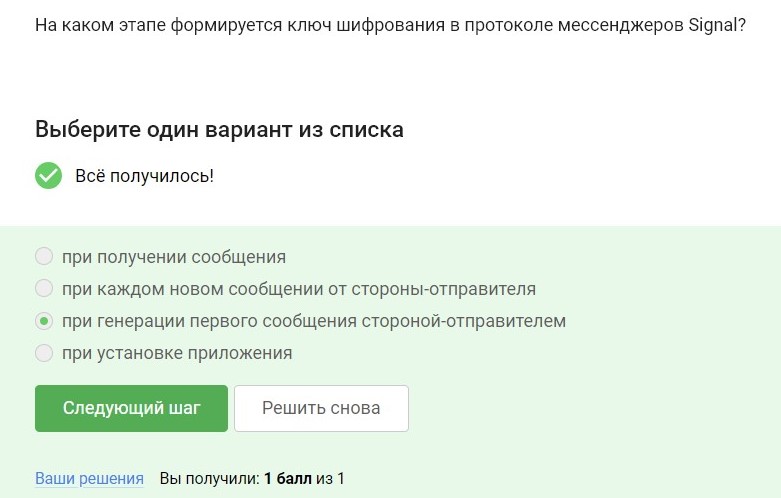 На каком этапе формируется ключ шифрования в протоколе мессенджеров Signal?
Выберите один вариант из списка
Всё получилось!
при получении сообщения
при каждом новом сообщении от стороны-отправителя
при генерации первого сообщения стороной-отправителем
при установке приложения
Следующий шаг
Решить снова
Ваши решения Вы получили: 1 балл из 1